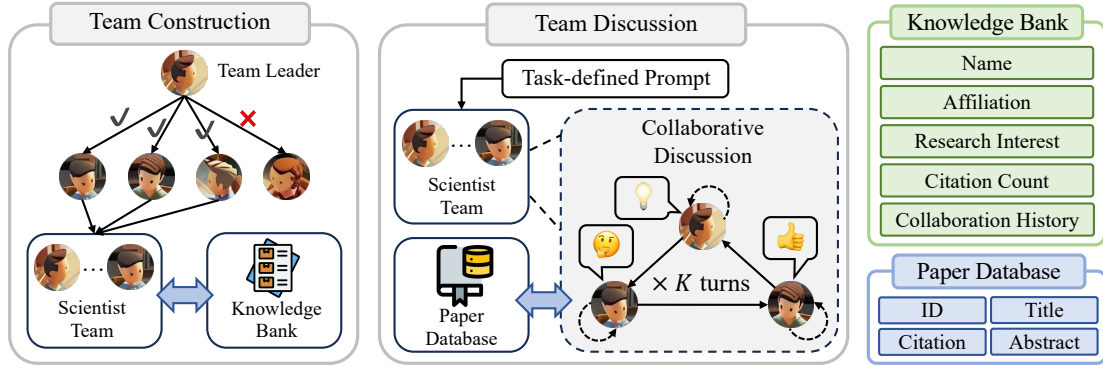 Team Construction
Team Leader
Scientist
Team
Knowledge
Bank
Team Discussion
Task-defined Prompt
Scientist
Team
Paper
Database
Collaborative
Discussion
× K turns
Knowledge Bank
Name
Affiliation
Research Interest
Citation Count
Collaboration History
Paper Database
ID
Title
Citation
Abstract